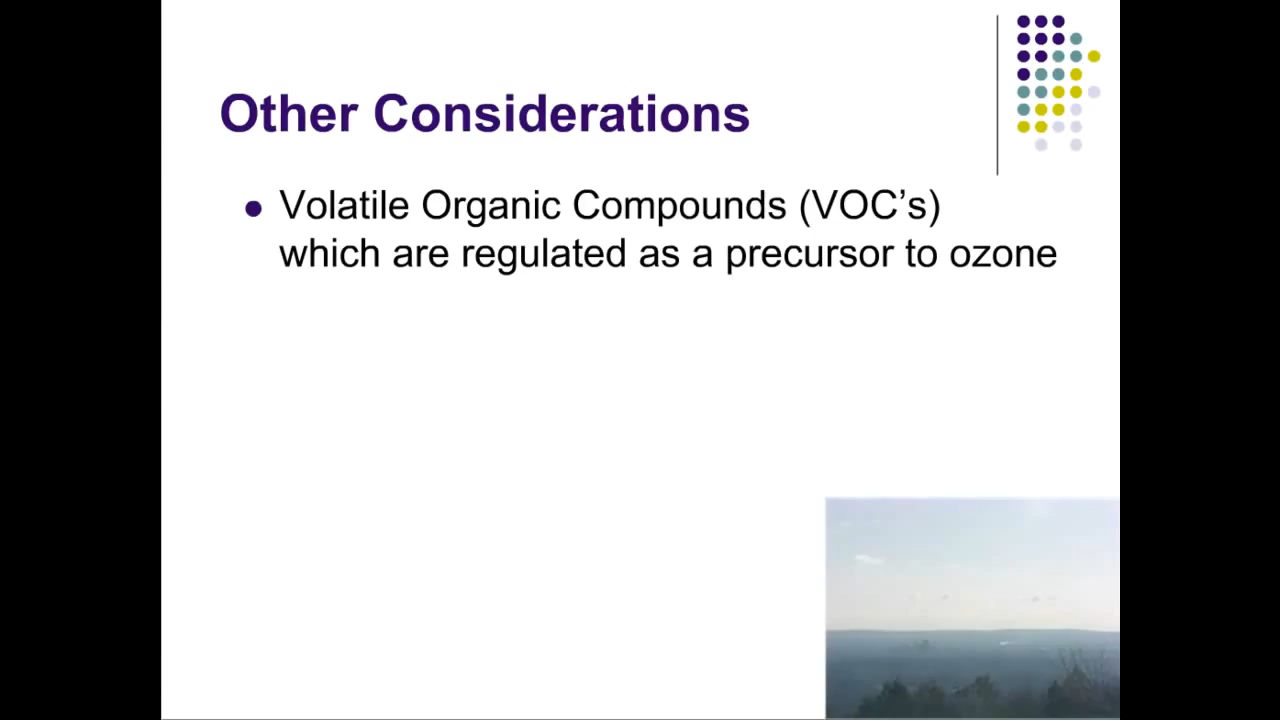 Other Considerations
Volatile Organic Compounds (VOC’s)
which are regulated as a precursor to ozone